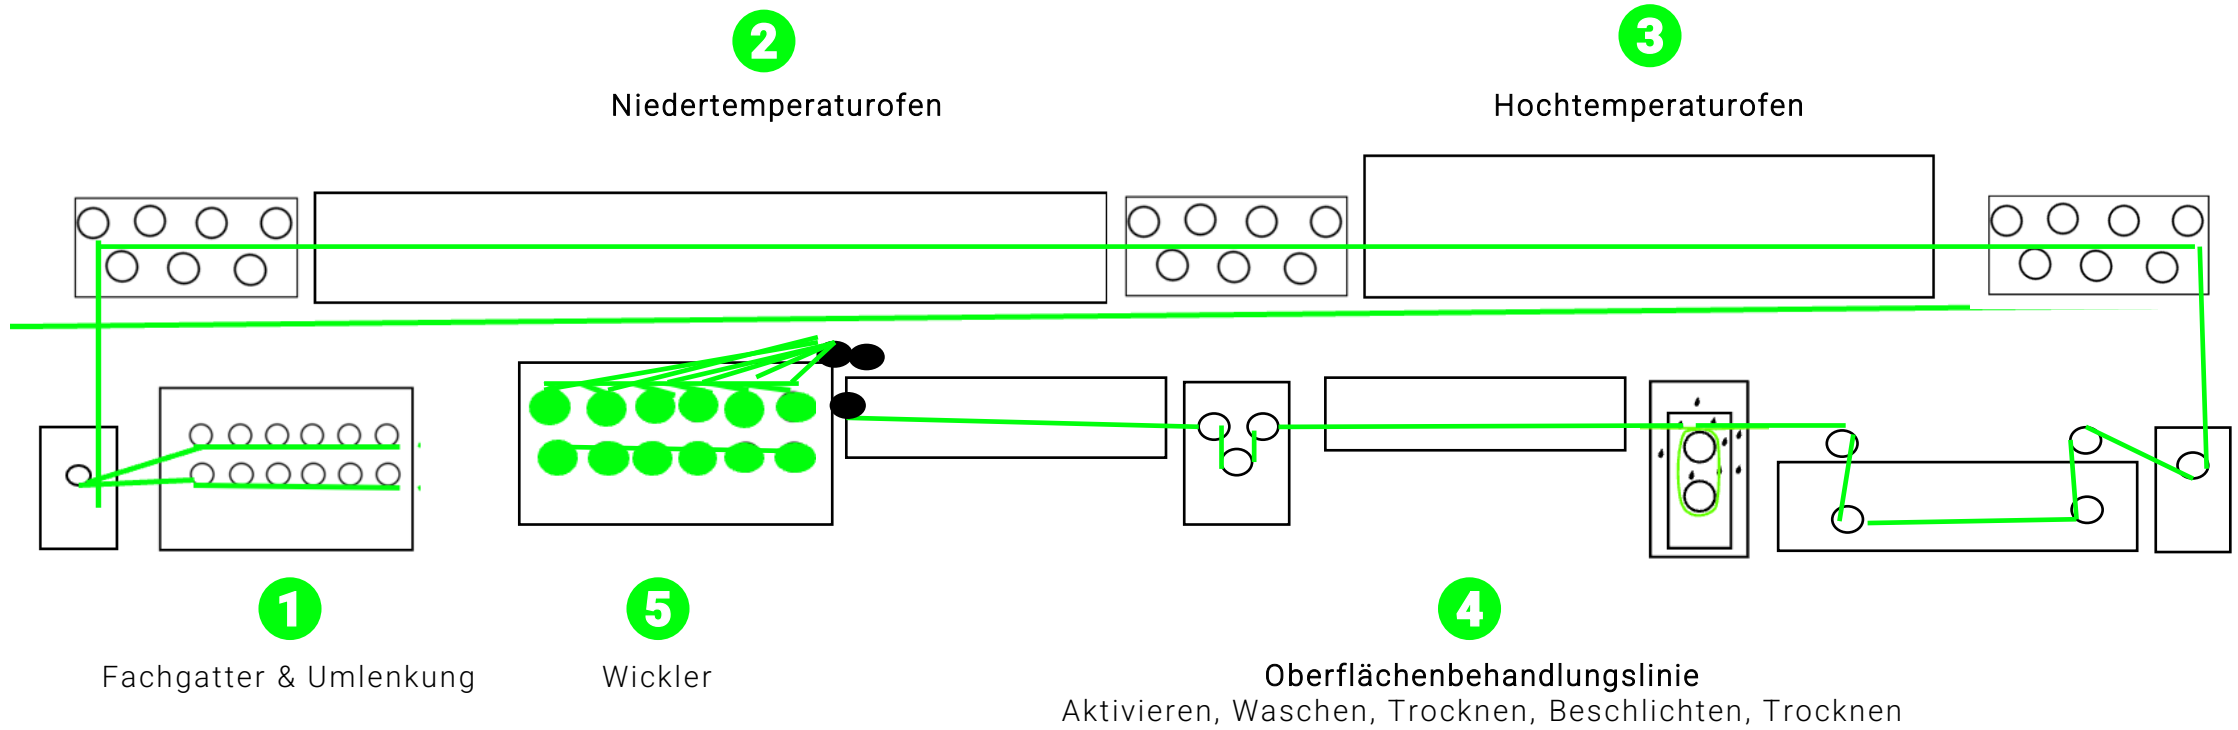 2
3
Niedertemperaturofen
Hochtemperaturofen
1
5
4
Fachgatter & Umlenkung
Wickler
Oberflächenbehandlungslinie
Aktivieren, Waschen, Trocknen, Beschlichten, Trocknen